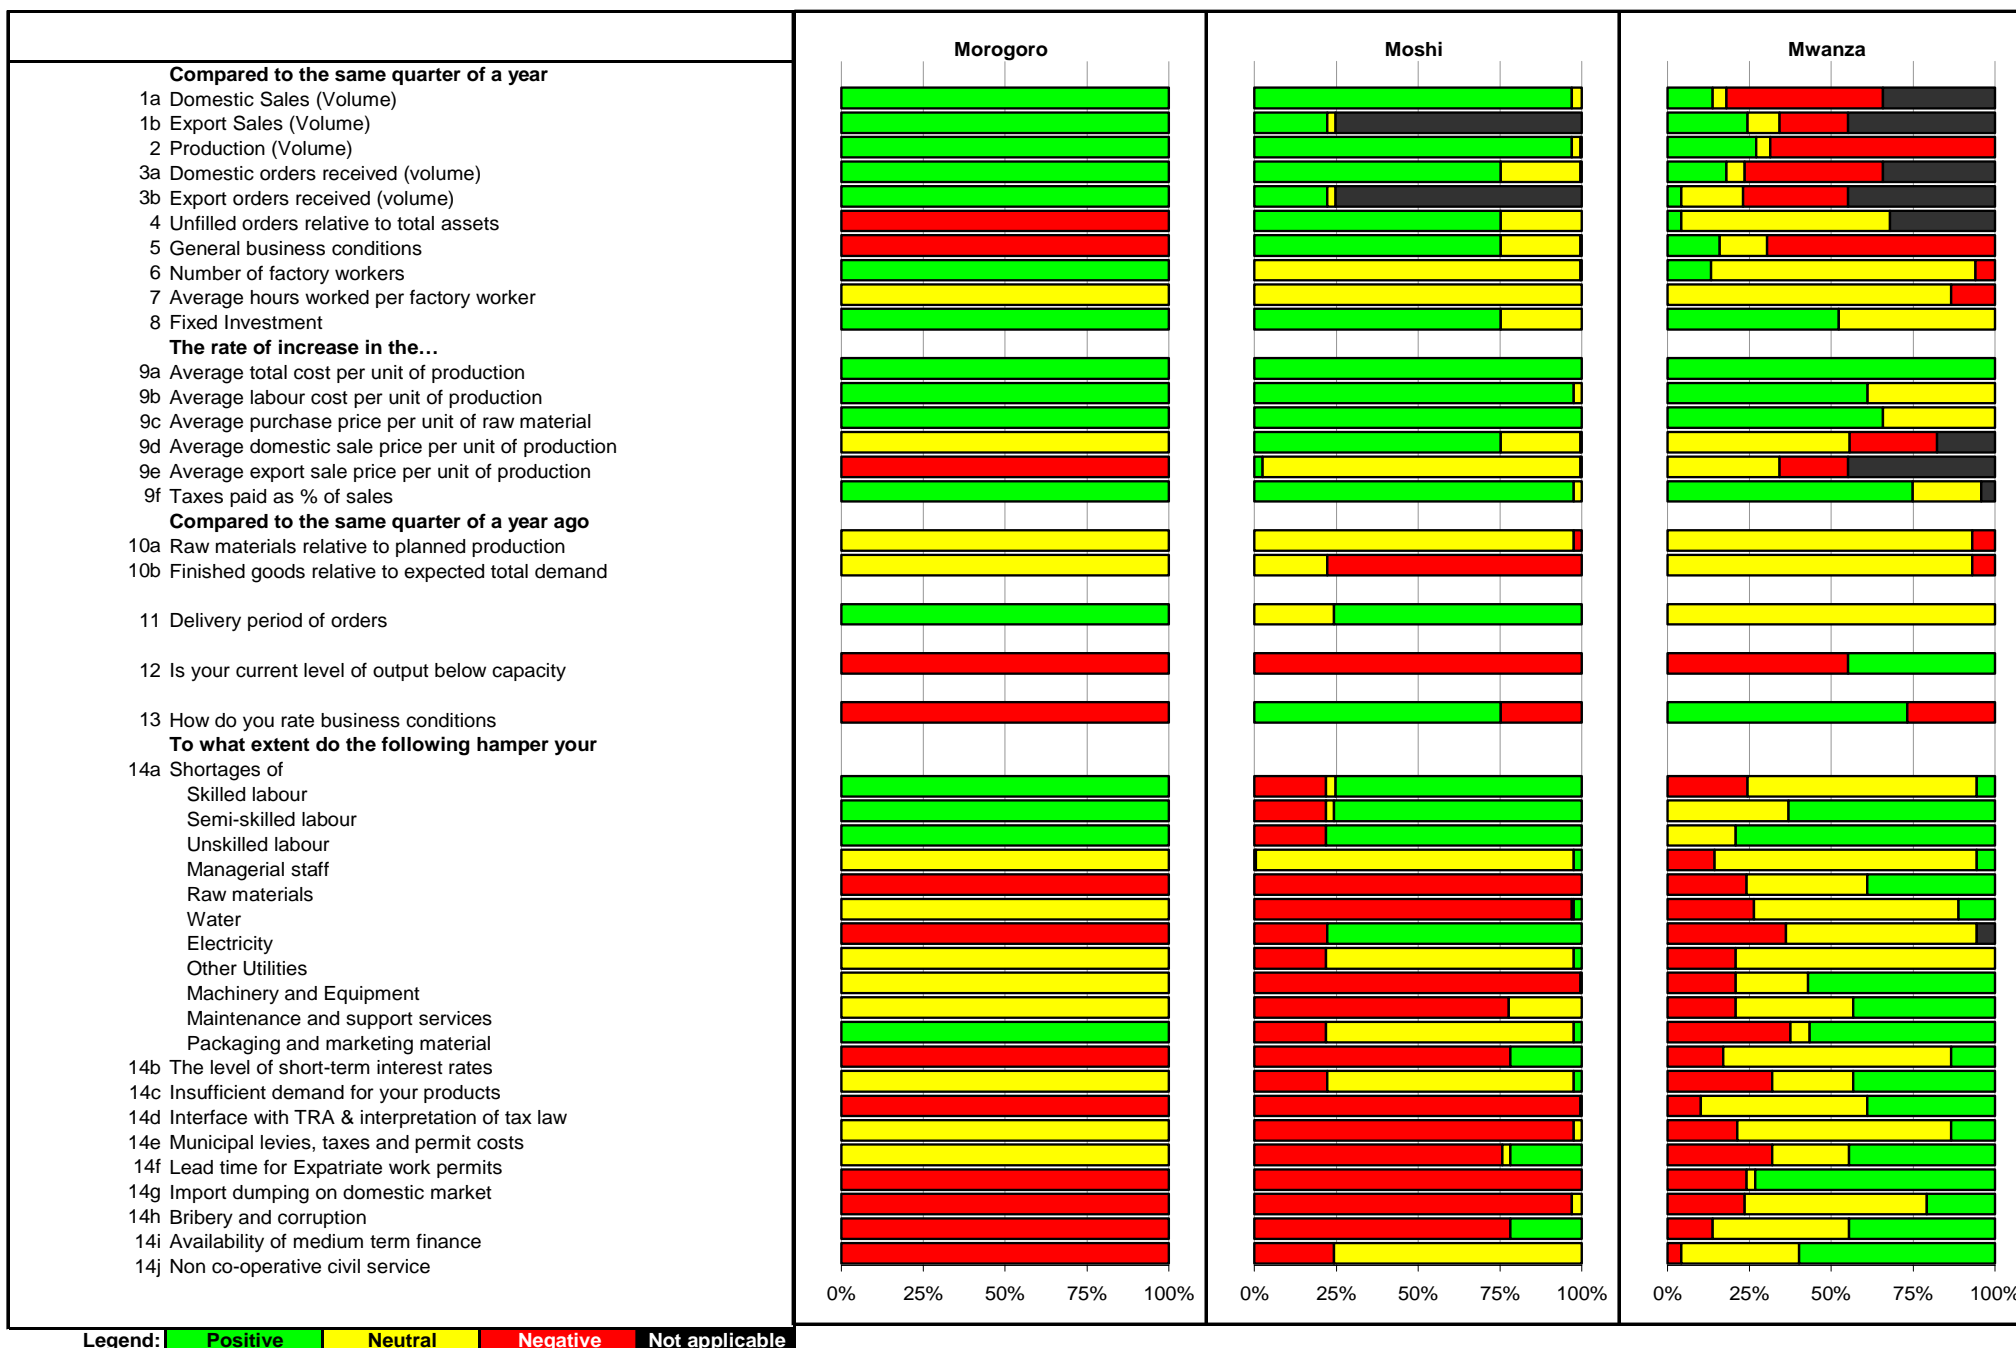 Morogoro Moshi Mwanza
Compared to the same quarter of a year
1a Domestic Sales (Volume)
1b Export Sales (Volume)
2 Production (Volume)
3a Domestic orders received (volume)
3b Export orders received (volume)
4 Unfilled orders relative to total assets
5 General business conditions
6 Number of factory workers
7 Average hours worked per factory worker
8 Fixed Investment
The rate of increase in the...
9a Average total cost per unit of production
9b Average labour cost per unit of production
9c Average purchase price per unit of raw material
9d Average domestic sale price per unit of production
9e Average export sale price per unit of production
9f Taxes paid as % of sales
Compared to the same quarter of a year ago
10a Raw materials relative to planned production
10b Finished goods relative to expected total demand
11 Delivery period of orders
12 Is your current level of output below capacity
13 How do you rate business conditions
To what extent do the following hamper your
14a Shortages of
Skilled labour
Semi-skilled labour
Unskilled labour
Managerial staff
Raw materials
Water
Electricity
Other Utilities
Machinery and Equipment
Maintenance and support services
Packaging and marketing material
14b The level of short-term interest rates
14c Insufficient demand for your products
14d Interface with TRA & interpretation of tax law
14e Municipal levies, taxes and permit costs
14f Lead time for Expatriate work permits
14g Import dumping on domestic market
14h Bribery and corruption
14i Availability of medium term finance
14j Non co-operative civil service
0% 25% 50% 75% 100% 0% 25% 50% 75% 100% 0% 25% 50% 75% 100%
Legend: Positive Neutral Negative Not applicable